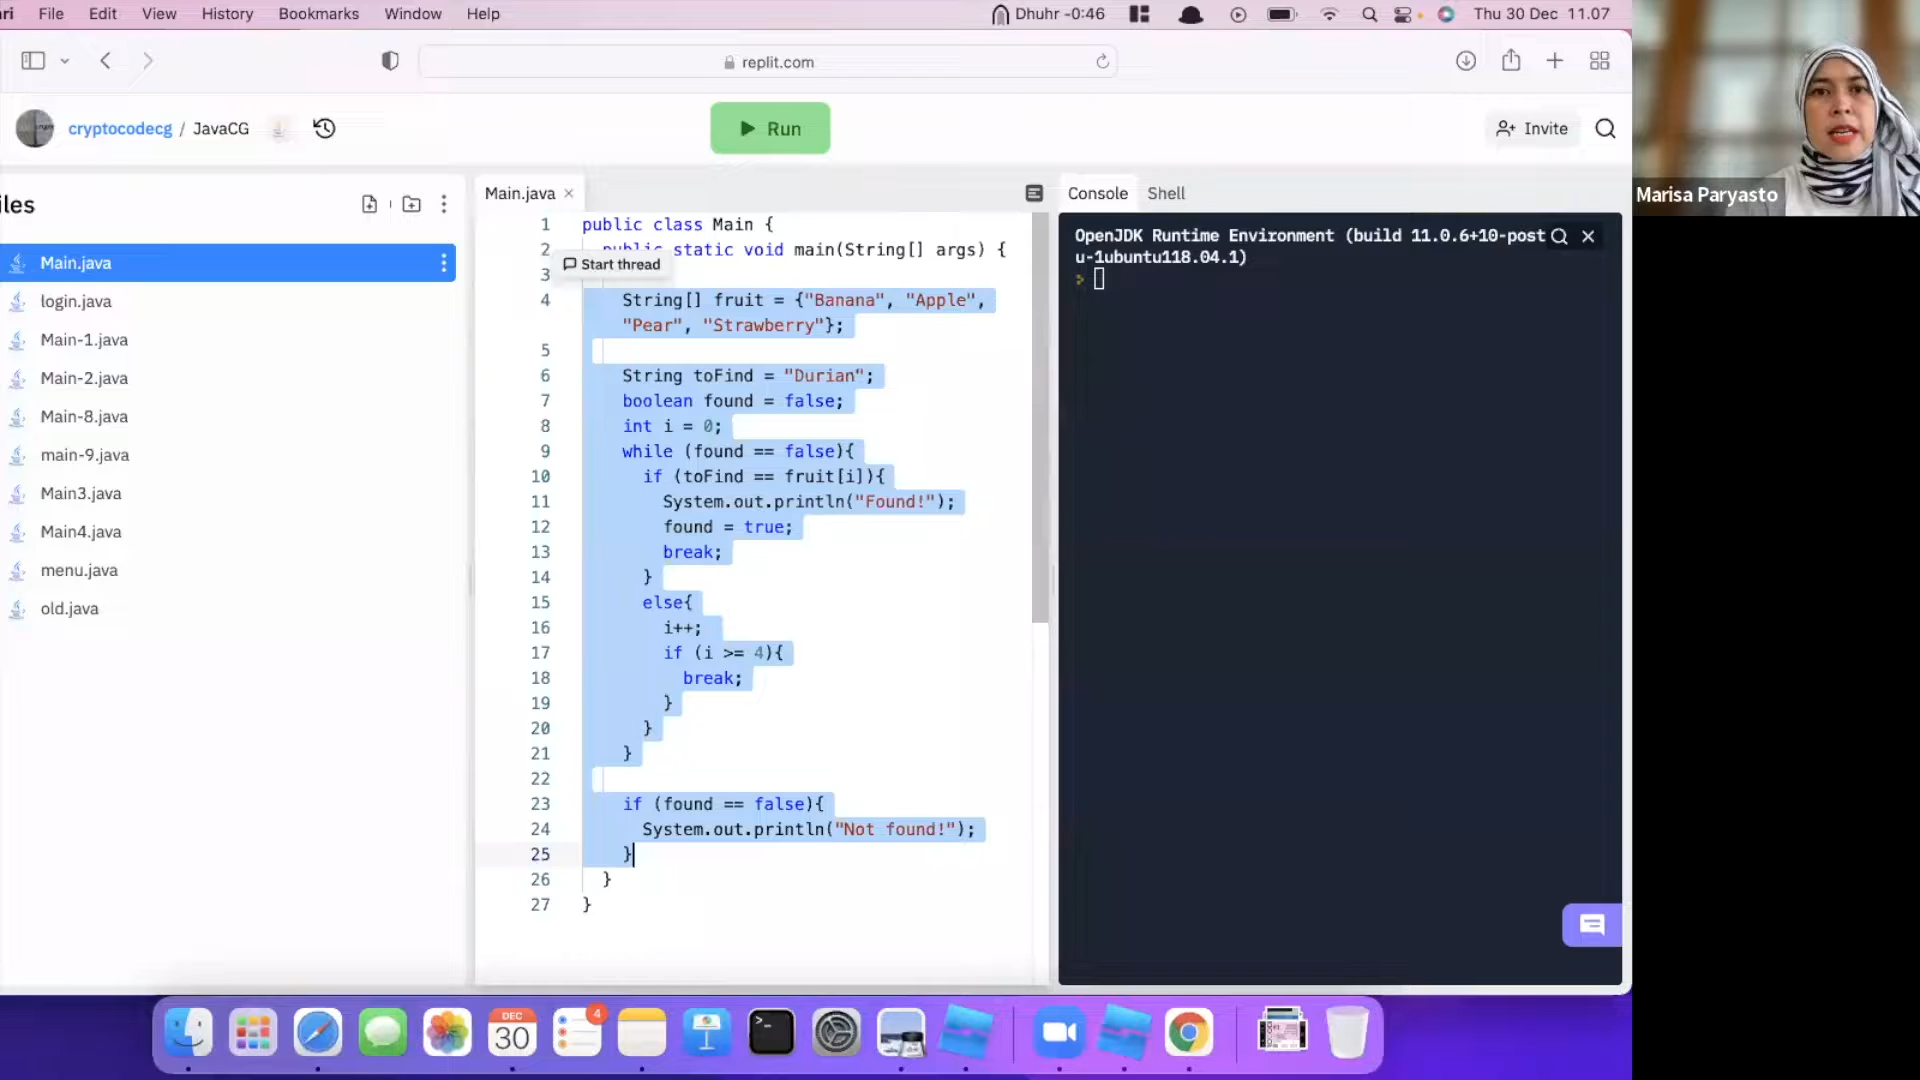 ri File Edit View History Bookmarks Window Help Dhuhr -0:46 Thu 30 Dec 11.07
replit.com
cryptocodecg / JavaCG Run Invite
iles
Main.java
login.java
Main-1.java
Main-2.java
Main-8.java
main-9.java
Main3.java
Main4.java
menu.java
old.java
Main.java ×
1 public class Main {
2 public static void main(String[] args) {
Start thread
3
4 String[] fruit = {"Banana", "Apple",
"Pear", "Strawberry"};
5
6 String toFind = "Durian";
7 boolean found = false;
8 int i = 0;
9 while (found == false){
10 if (toFind == fruit[i]){
11 System.out.println("Found!");
12 found = true;
13 break;
14 }
15 else{
16 i++;
17 if (i >= 4){
18 break;
19 }
20 }
21 }
22
23 if (found == false){
24 System.out.println("Not found!");
25 }
26 }
27 }
Console Shell
OpenJDK Runtime Environment (build 11.0.6+10-post
u-1ubuntu118.04.1)
>
Marisa Paryasto
DEC
30
4